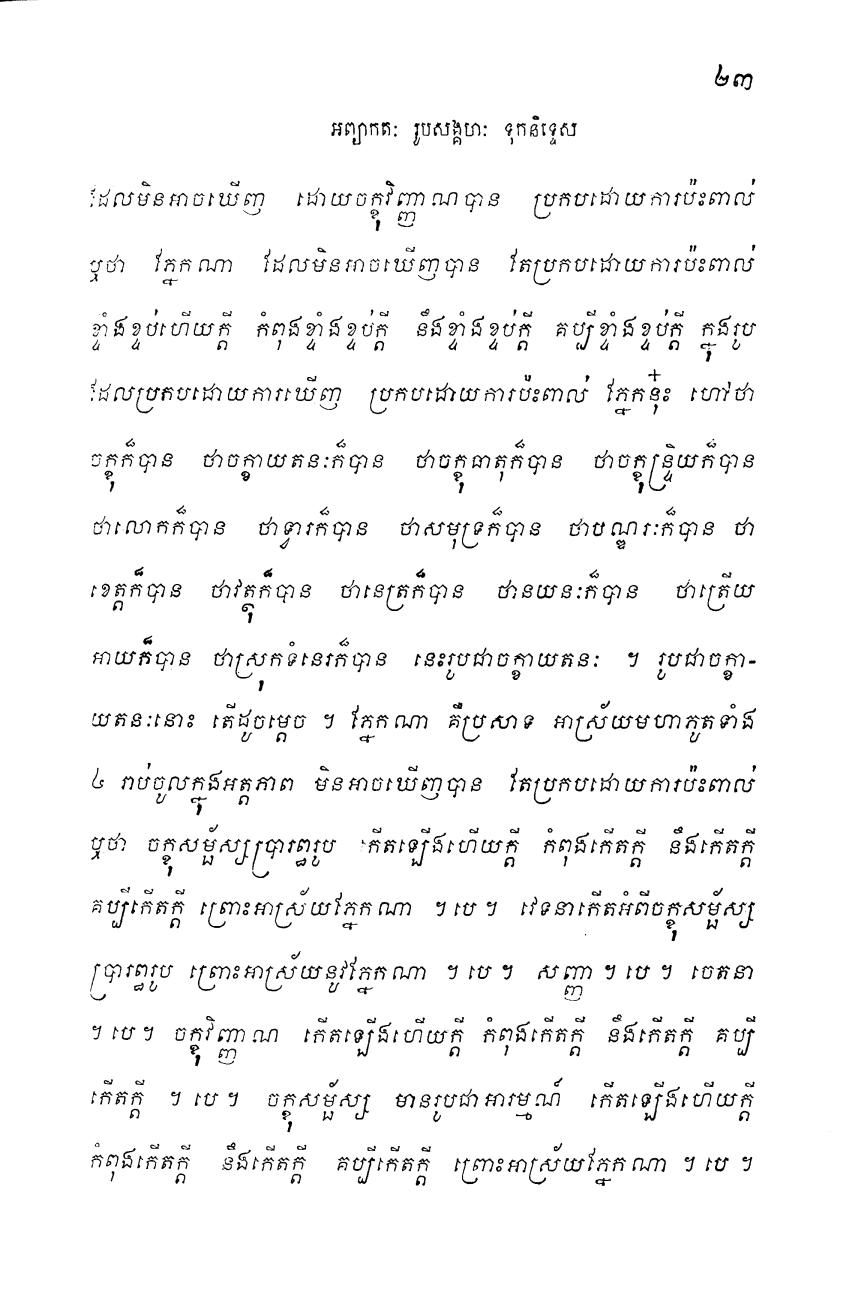 ២៣
អព្យាកតៈ រូបសង្គហៈ ទុកនិទ្ទេស
ដែលមិនអាចឃើញ ដោយចក្ខុវិញ្ញាណបាន ប្រកបដោយការប៉ះពាល់
ឬថា ភ្នែកណា ដែលមិនអាចឃើញបាន តែប្រកបដោយការប៉ះពាល់
ខ្ទាំងខ្ទប់ហើយក្តី កំពុងខ្ទាំងខ្ទប់ក្តី នឹងខ្ទាំងខ្ទប់ក្តី គប្បីខ្ទាំងខ្ទប់ក្តី ក្នុងរូប
ដែលប្រកបដោយការឃើញ ប្រកបដោយការប៉ះពាល់ ភ្នែកនុ៎ះ ហៅថា
ចក្ខុក៏បាន ថាចក្ខាយតនៈក៏បាន ថាចក្ខុធាតុក៏បាន ថាចក្ខុន្ទ្រិយក៏បាន
ថាលោកក៏បាន ថាទ្វារក៏បាន ថាសមុទ្រក៏បាន ថាបណ្ឌរៈក៏បាន ថា
ខេត្តក៏បាន ថាវត្ថុក៏បាន ថានេត្រក៏បាន ថានយនៈក៏បាន ថាត្រើយ
អាយក៏បាន ថាស្រុកទំនេរក៏បាន នេះរូបជាចក្ខាយតនៈ ។ រូបជាចក្ខា-
យតនៈនោះ តើដូចម្តេច ។ ភ្នែកណា គឺប្រសាទ អាស្រ័យមហាភូតទាំង
៤ រាប់ចូលក្នុងអត្តភាព មិនអាចឃើញបាន តែប្រកបដោយការប៉ះពាល់
ឬថា ចក្ខុសម្ផ័ស្សប្រារព្ធរូប កើតឡើងហើយក្តី កំពុងកើតក្តី នឹងកើតក្តី
គប្បីកើតក្តី ព្រោះអាស្រ័យភ្នែកណា ។ បេ ។ វេទនាកើតអំពីចក្ខុសម្ផ័ស្ស
ប្រារព្ធរូប ព្រោះអាស្រ័យនូវភ្នែកណា ។ បេ ។ សញ្ញា ។ បេ ។ ចេតនា
។ បេ ។ ចក្ខុវិញ្ញាណ កើតឡើងហើយក្តី កំពុងកើតក្តី នឹងកើតក្តី គប្បី
កើតក្តី ។ បេ ។ ចក្ខុសម្ផ័ស្ស មានរូបជាអារម្មណ៍ កើតឡើងហើយក្តី
កំពុងកើតក្តី នឹងកើតក្តី គប្បីកើតក្តី ព្រោះអាស្រ័យភ្នែកណា ។ បេ ។